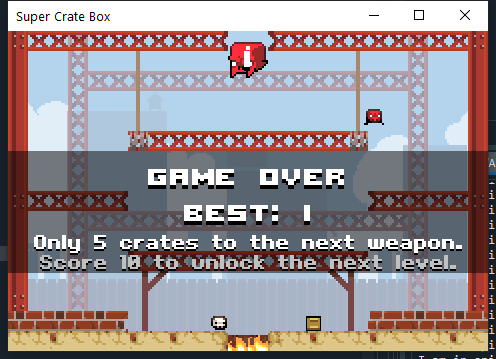 Super Crate Box
GAME OVER
BEST: 1
Only 5 crates to the next weapon.
Score 10 to unlock the next level.